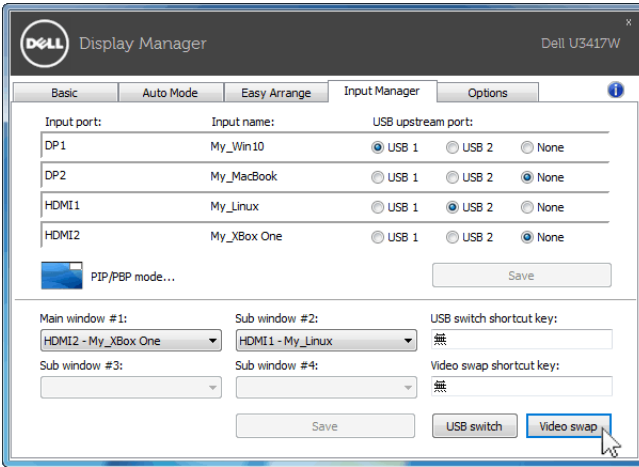 DELL Display Manager Dell U3417W
Basic Auto Mode Easy Arrange Input Manager Options
Input port: Input name: USB upstream port:
DP1 My_Win10 USB 1 USB 2 None
DP2 My_MacBook USB 1 USB 2 None
HDMI1 My_Linux USB 1 USB 2 None
HDMI2 My_XBox One USB 1 USB 2 None
PIP/PBP mode... Save
Main window #1: Sub window #2: USB switch shortcut key:
HDMI2 - My_XBox One HDMI1 - My_Linux 無
Sub window #3: Sub window #4: Video swap shortcut key:
無
Save USB switch Video swap